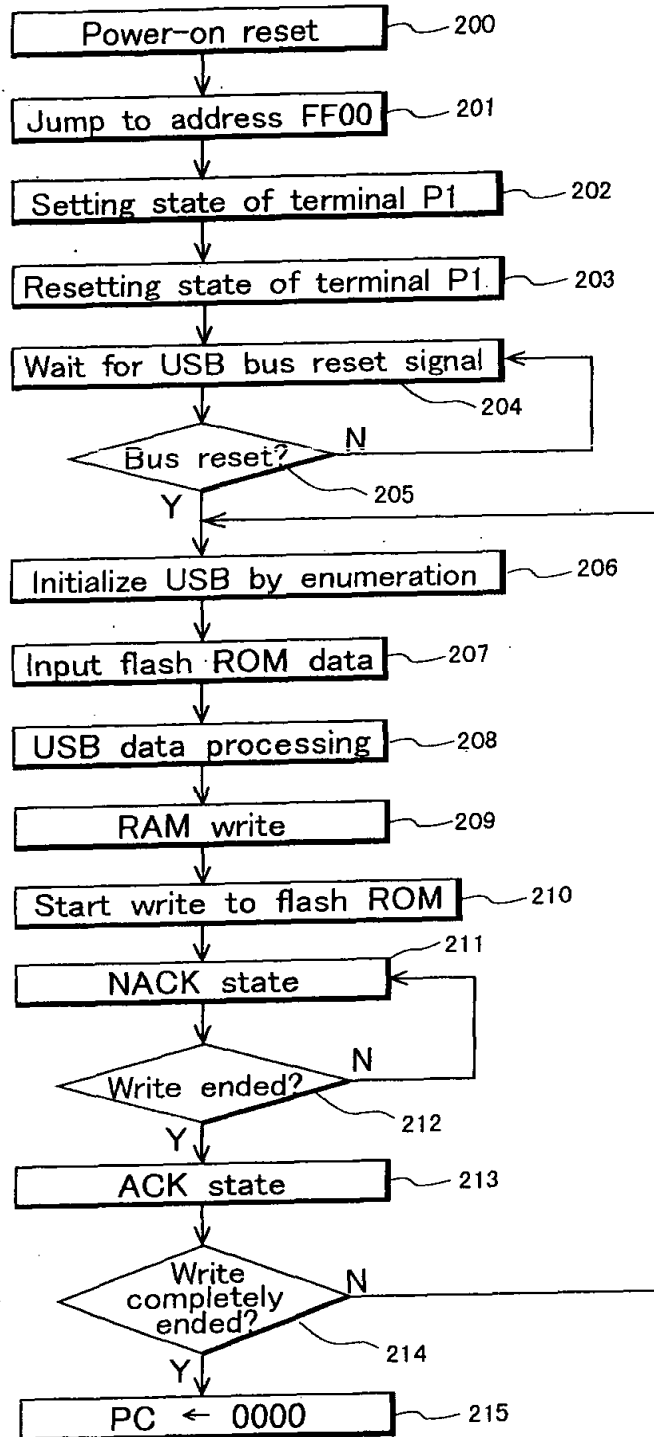 Power-on reset 200
Jump to address FF00 201
Setting state of terminal P1 202
Resetting state of terminal P1 203
Wait for USB bus reset signal
204
Bus reset? N
205
Y
Initialize USB by enumeration 206
Input flash ROM data 207
USB data processing 208
RAM write 209
Start write to flash ROM 210
211
NACK state
Write ended? N
212
Y
ACK state 213
Write
completely
ended? N
214
Y
PC ← 0000 215